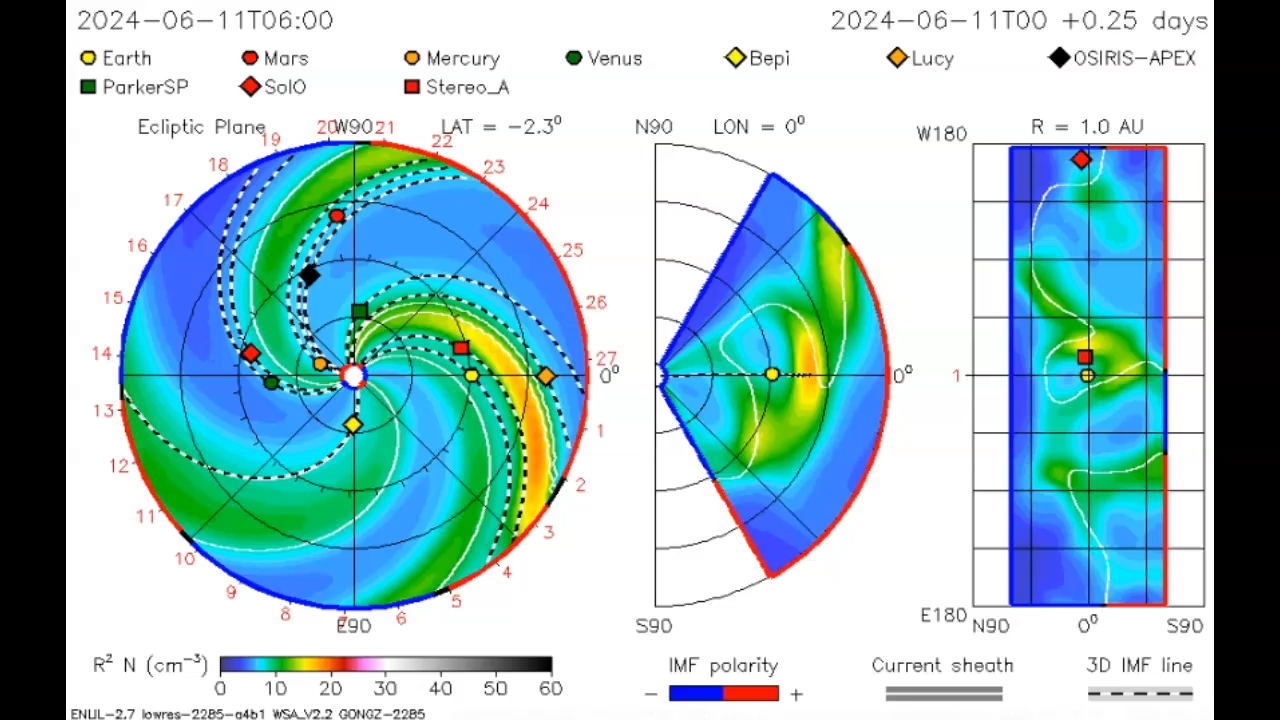 2024-06-11T06:00 2024-06-11T00 +0.25 days
Earth Mars Mercury Venus Bepi Lucy OSIRIS-APEX
ParkerSP SolO Stereo_A
Ecliptic Plane W90 LAT = -2.3° N90 LON = 0° W180 R = 1.0 AU
20 21
19 22
18 23
17 24
16 25
15 26
14 27
0° 0° 1
13 1
12 2
11 3
10 4
9 5
8 6
7
E90 S90 E180 N90 0° S90
R² N (cm⁻³) IMF polarity Current sheath 3D IMF line
0 10 20 30 40 50 60 - +
ENLIL-2.7 lowres-2285-a4b1 WSA_V2.2 GONGZ-2285